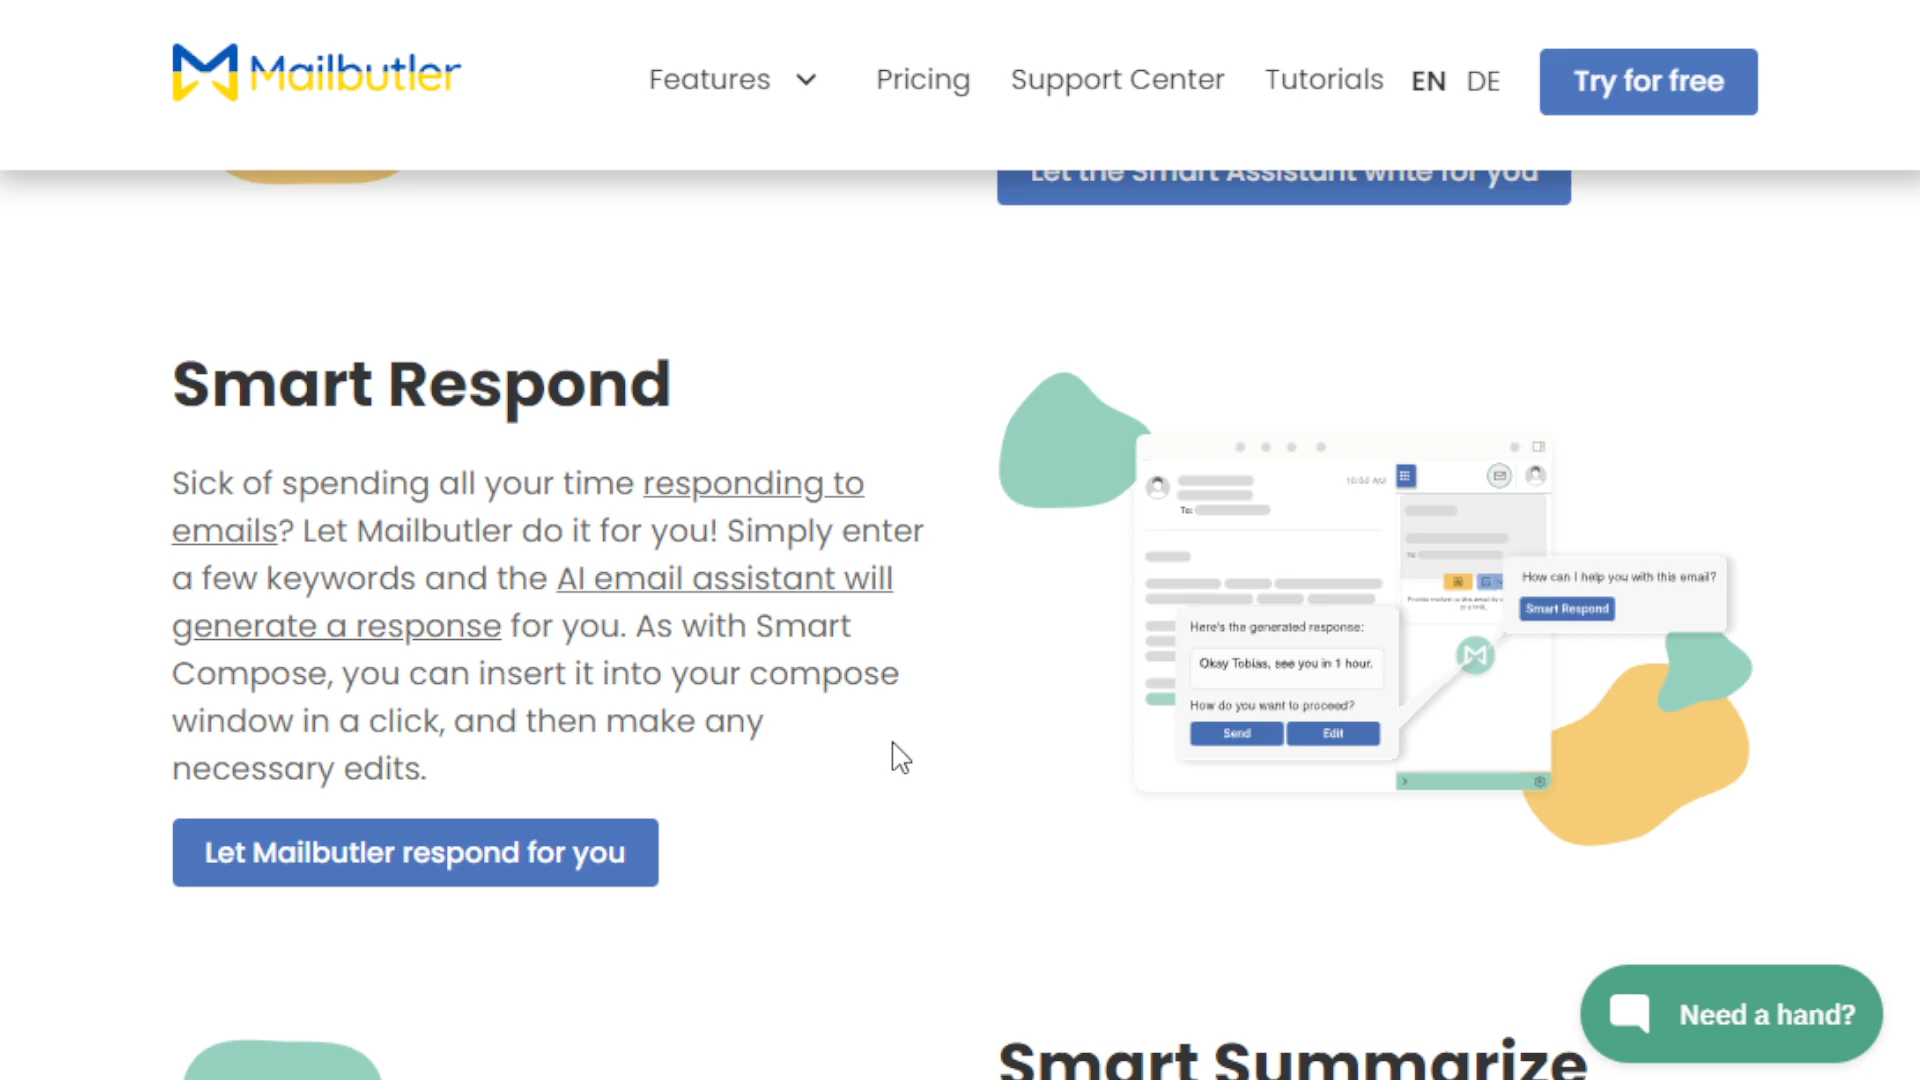 Mailbutler
Features
Pricing
Support Center
Tutorials
EN
DE
Try for free
Let the Smart Assistant write for you
Smart Respond
Sick of spending all your time responding to
emails? Let Mailbutler do it for you! Simply enter
a few keywords and the AI email assistant will
generate a response for you. As with Smart
Compose, you can insert it into your compose
window in a click, and then make any
necessary edits.
Let Mailbutler respond for you
10:50 AM
To:
To
How can I help you with this email?
Smart Respond
Here's the generated response:
Okay Tobias, see you in 1 hour.
How do you want to proceed?
Send
Edit
Need a hand?
Smart Summarize